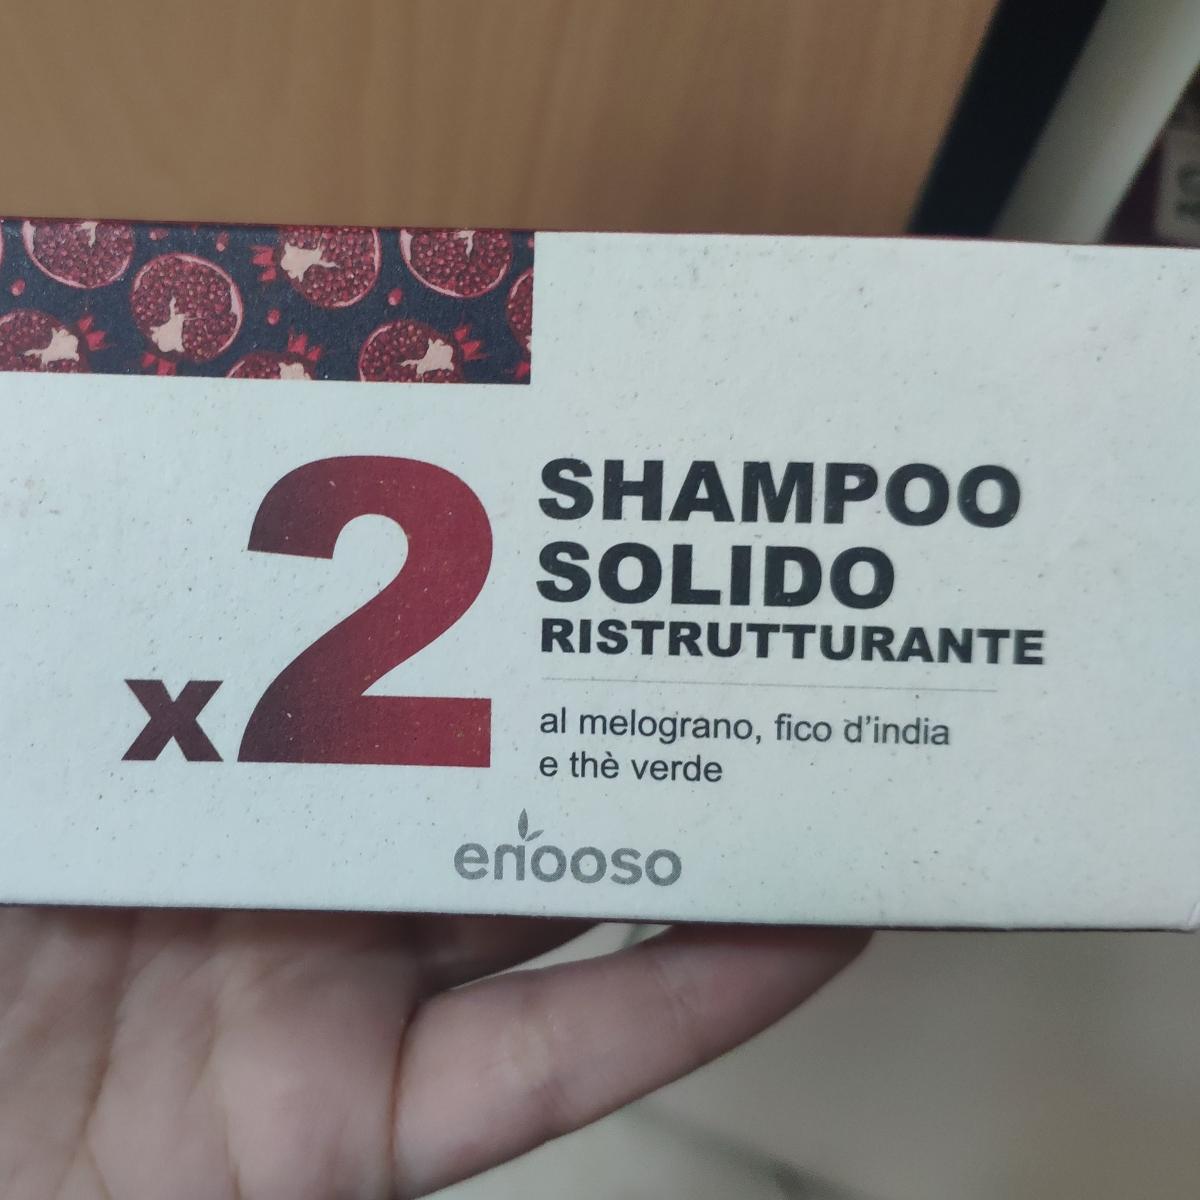 x2
SHAMPOO
SOLIDO
RISTRUTTURANTE
al melograno, fico d'india
e thè verde
enooso